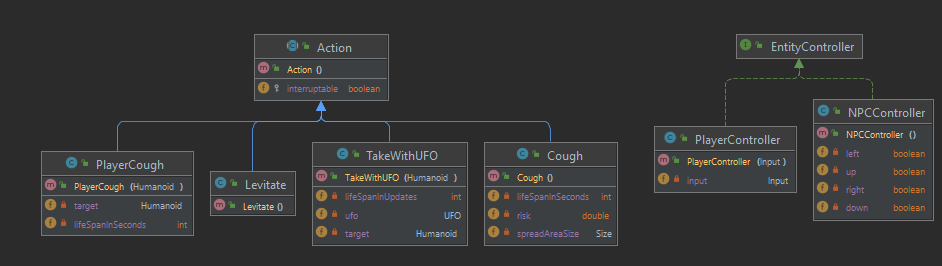 Action
Action ()
interruptable boolean
EntityController
PlayerCough
PlayerCough (Humanoid )
target Humanoid
lifeSpanInSeconds int
Levitate
Levitate ()
TakeWithUFO
TakeWithUFO (Humanoid )
lifeSpanInUpdates int
ufo UFO
target Humanoid
Cough
Cough ()
lifeSpanInSeconds int
risk double
spreadAreaSize Size
PlayerController
PlayerController (Input )
input Input
NPCController
NPCController ()
left boolean
up boolean
right boolean
down boolean